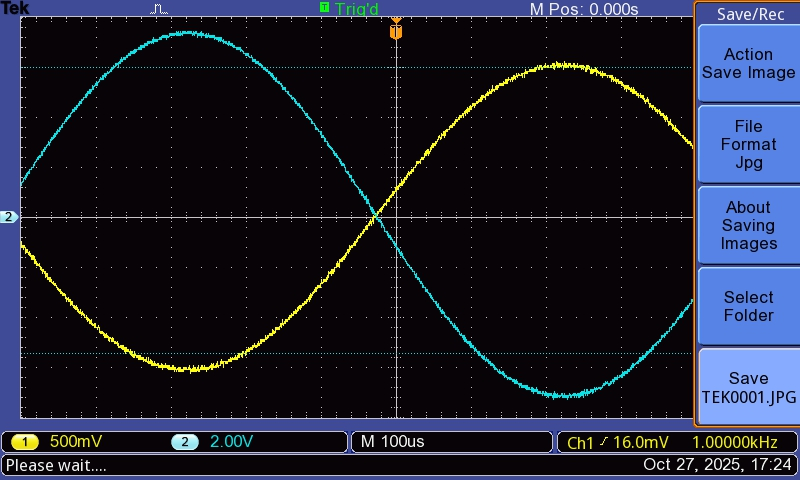 Tek
Trig'd
M Pos: 0.000s
Save/Rec
T
T
Action
Save Image
File
Format
Jpg
About
Saving
Images
Select
Folder
Save
TEK0001.JPG
2
1 500mV
2 2.00V
M 100us
Ch1 / 16.0mV 1.00000kHz
Please wait....
Oct 27, 2025, 17:24